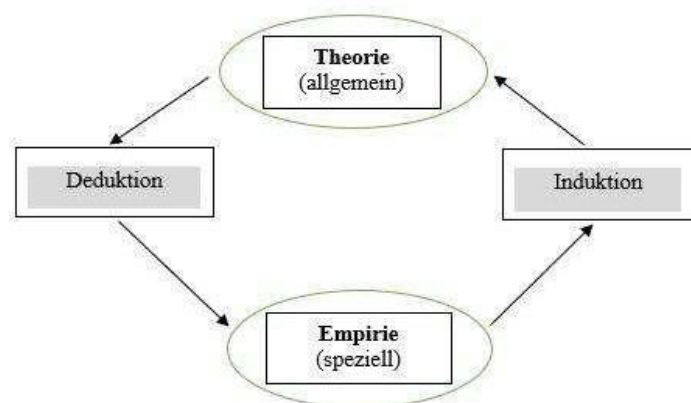 Theorie
(allgemein)
Deduktion
Induktion
Empirie
(speziell)